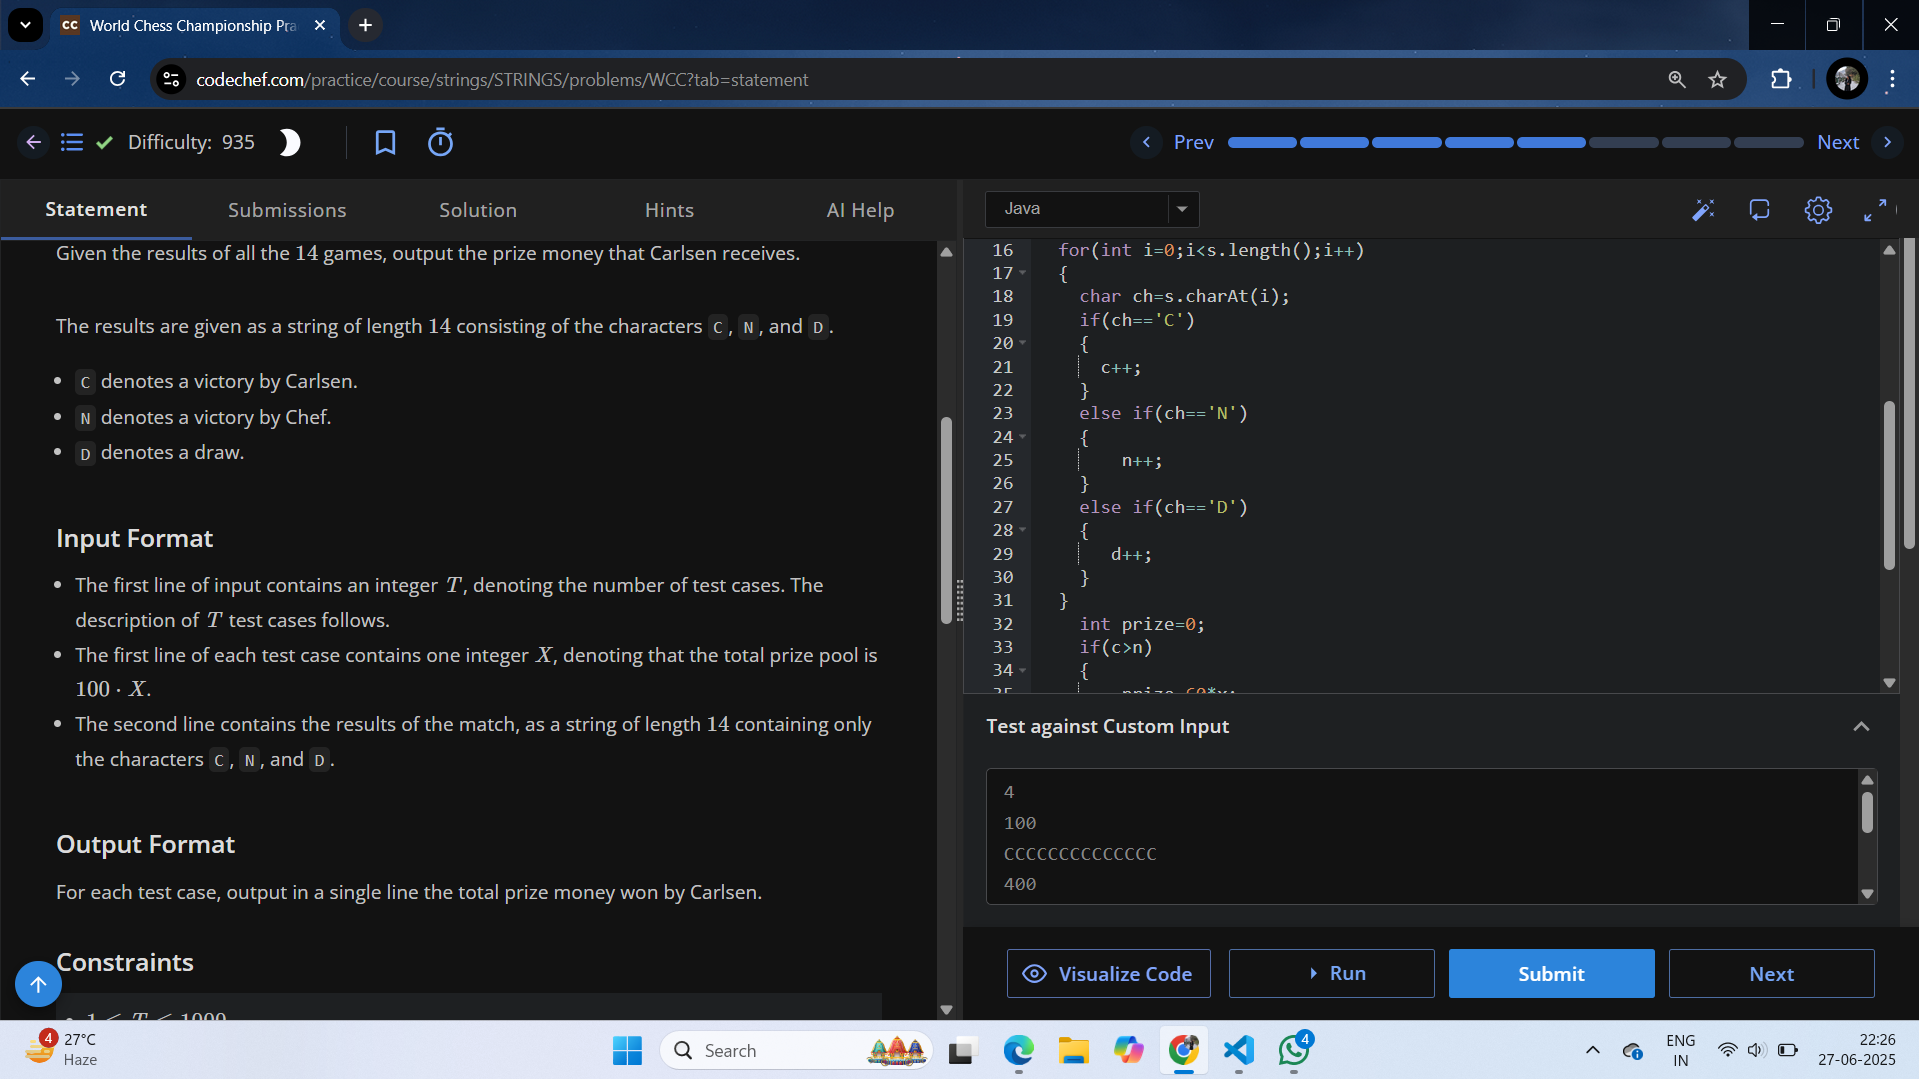 CC World Chess Championship Pra
codechef.com/practice/course/strings/STRINGS/problems/WCC?tab=statement
Difficulty: 935
Prev
Next
Statement
Submissions
Solution
Hints
AI Help
Given the results of all the 14 games, output the prize money that Carlsen receives.
The results are given as a string of length 14 consisting of the characters C, N, and D.
• C denotes a victory by Carlsen.
• N denotes a victory by Chef.
• D denotes a draw.
Input Format
• The first line of input contains an integer T, denoting the number of test cases. The
description of T test cases follows.
• The first line of each test case contains one integer X, denoting that the total prize pool is
100 · X.
• The second line contains the results of the match, as a string of length 14 containing only
the characters C, N, and D.
Output Format
For each test case, output in a single line the total prize money won by Carlsen.
Constraints
• 1 ≤ T ≤ 1000
Java
16 for(int i=0;i<s.length();i++)
17 {
18 char ch=s.charAt(i);
19 if(ch=='C')
20 {
21 c++;
22 }
23 else if(ch=='N')
24 {
25 n++;
26 }
27 else if(ch=='D')
28 {
29 d++;
30 }
31 }
32 int prize=0;
33 if(c>n)
34 {
35 prize=60*x;
Test against Custom Input
4
100
CCCCCCCCCCCCCC
400
Visualize Code
Run
Submit
Next
4
27°C
Haze
Search
4
ENG
IN
22:26
27-06-2025